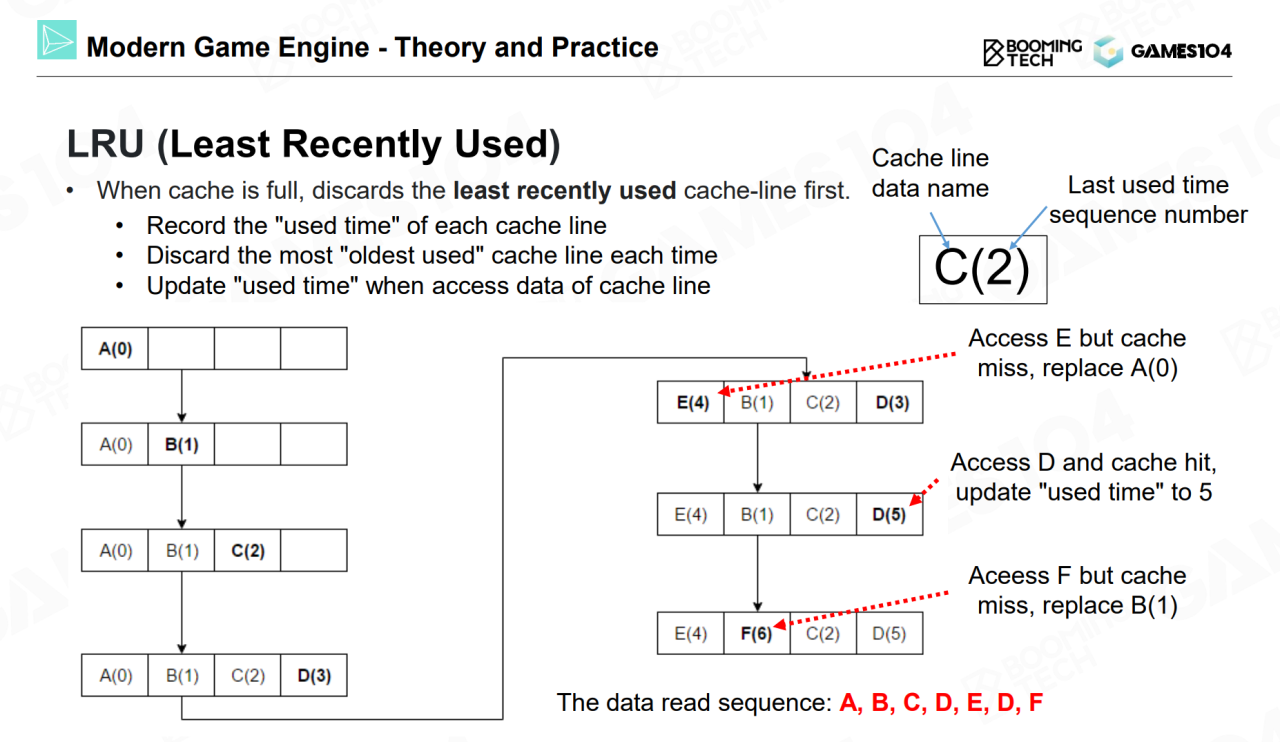 Modern Game Engine - Theory and Practice
BOOMING
TECH
GAMES104
LRU (Least Recently Used)
• When cache is full, discards the least recently used cache-line first.
• Record the "used time" of each cache line
• Discard the most "oldest used" cache line each time
• Update "used time" when access data of cache line
Cache line
data name
Last used time
sequence number
C(2)
A(0)
A(0) B(1)
A(0) B(1) C(2)
A(0) B(1) C(2) D(3)
E(4) B(1) C(2) D(3)
Access E but cache
miss, replace A(0)
E(4) B(1) C(2) D(5)
Access D and cache hit,
update "used time" to 5
E(4) F(6) C(2) D(5)
Aceess F but cache
miss, replace B(1)
The data read sequence: A, B, C, D, E, D, F